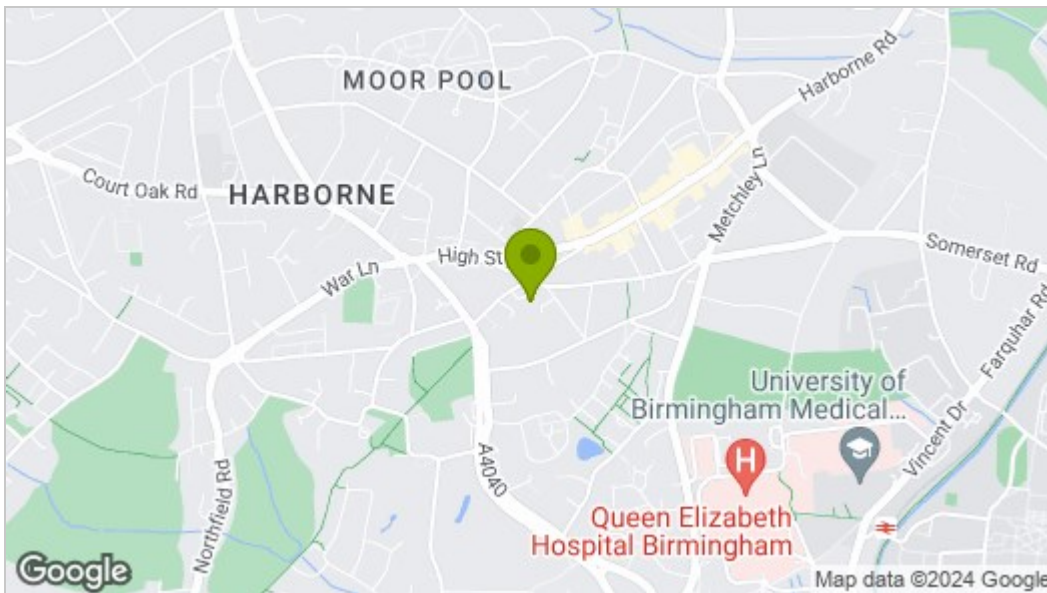 MOOR POOL
Harborne Rd
Court Oak Rd
HARBORNE
Metchley Ln
High St
War Ln
Somerset Rd
Farquhar Rd
University of
Birmingham Medical...
A4040
H
Vincent Dr
Northfield Rd
Queen Elizabeth
Hospital Birmingham
Google
Map data ©2024 Google